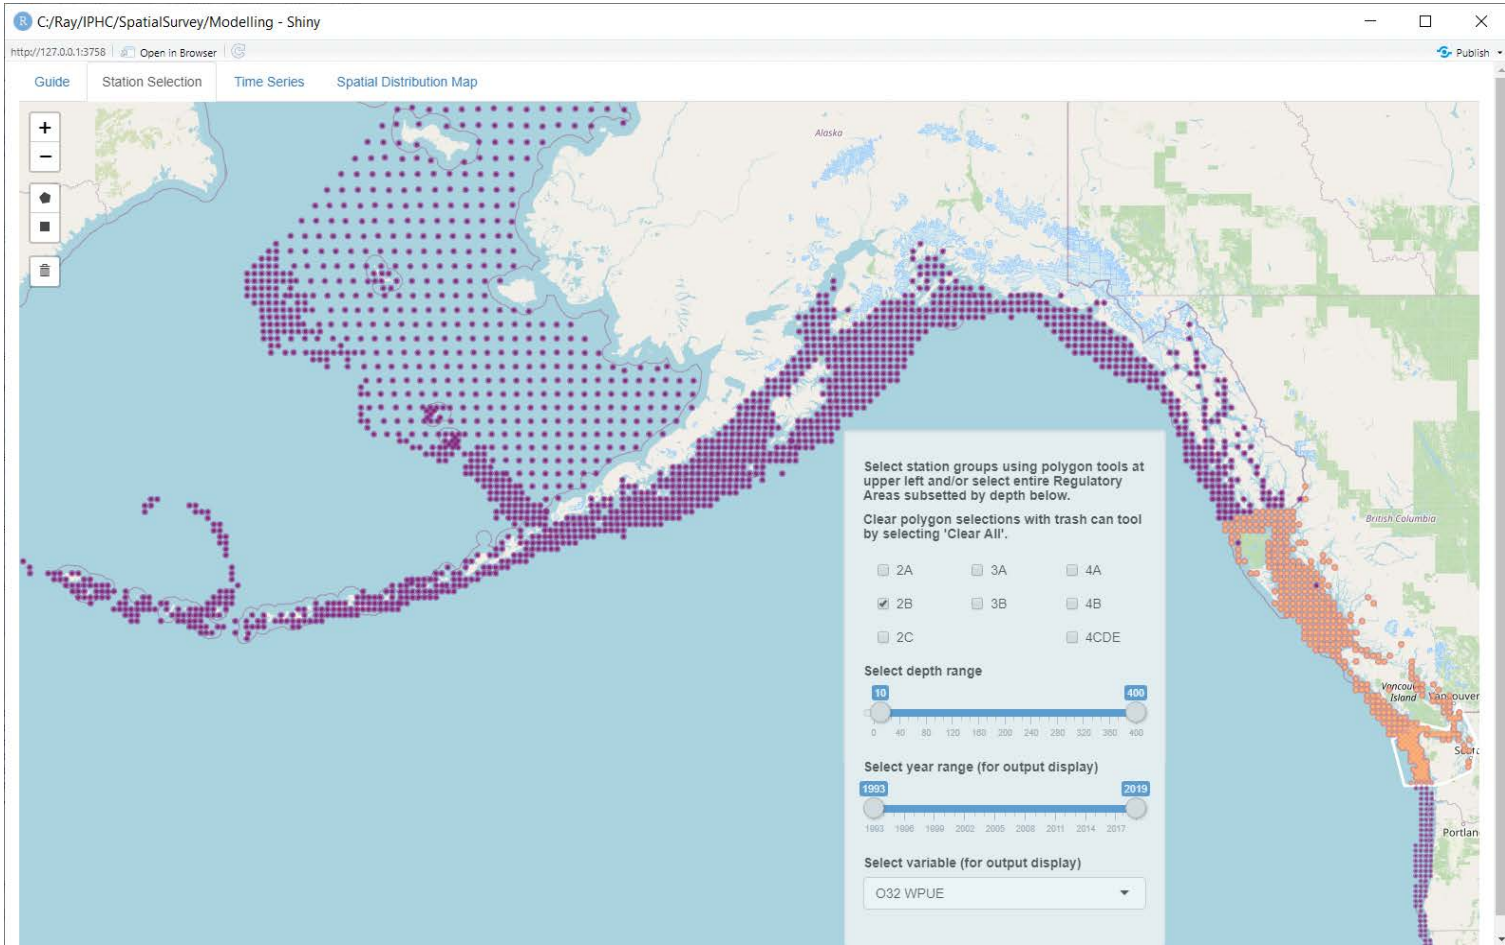 C:/Ray/IPHC/SpatialSurvey/Modelling - Shiny
http://127.0.0.1:3758 Open in Browser Publish
Guide Station Selection Time Series Spatial Distribution Map
+
−
Alaska
British Columbia
Island
Portlan
Select station groups using polygon tools at
upper left and/or select entire Regulatory
Areas subsetted by depth below.
Clear polygon selections with trash can tool
by selecting 'Clear All'.
2A 3A 4A
2B 3B 4B
2C 4CDE
Select depth range
10 400
0 40 80 120 160 200 240 280 320 360 400
Select year range (for output display)
1993 2019
1993 1996 1999 2002 2005 2008 2011 2014 2017
Select variable (for output display)
O32 WPUE